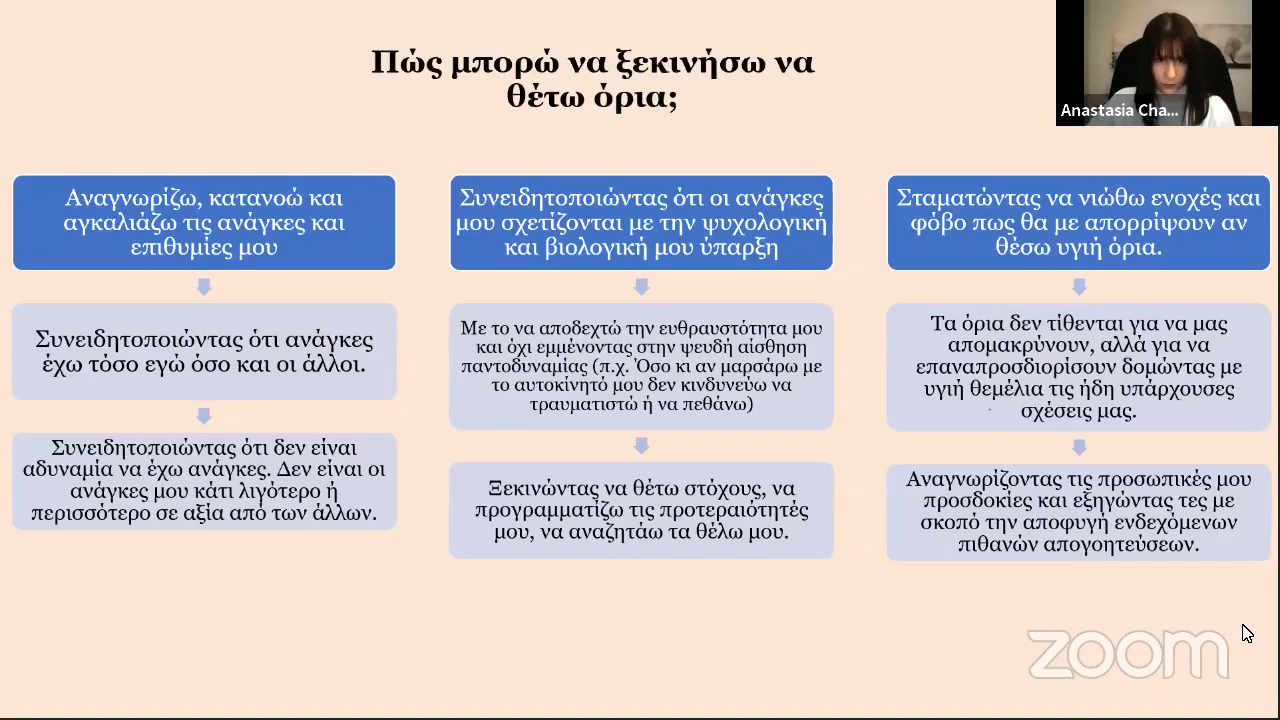 Πώς μπορώ να ξεκινήσω να
θέτω όρια;
Anastasia Cha...
Αναγνωρίζω, κατανοώ και
αγκαλιάζω τις ανάγκες και
επιθυμίες μου
Συνειδητοποιώντας ότι ανάγκες
έχω τόσο εγώ όσο και οι άλλοι.
Συνειδητοποιώντας ότι δεν είναι
αδυναμία να έχω ανάγκες. Δεν είναι οι
ανάγκες μου κάτι λιγότερο ή
περισσότερο σε αξία από των άλλων.
Συνειδητοποιώντας ότι οι ανάγκες
μου σχετίζονται με την ψυχολογική
και βιολογική μου ύπαρξη
Με το να αποδεχτώ την ευθραυστότητα μου
και όχι εμμένοντας στην ψευδή αίσθηση
παντοδυναμίας (π.χ. Όσο κι αν μαρσάρω με
το αυτοκίνητό μου δεν κινδυνεύω να
τραυματιστώ ή να πεθάνω)
Ξεκινώντας να θέτω στόχους, να
προγραμματίζω τις προτεραιότητές
μου, να αναζητάω τα θέλω μου.
Σταματώντας να νιώθω ενοχές και
φόβο πως θα με απορρίψουν αν
θέσω υγιή όρια.
Τα όρια δεν τίθενται για να μας
απομακρύνουν, αλλά για να
επαναπροσδιορίσουν δομώντας με
υγιή θεμέλια τις ήδη υπάρχουσες
σχέσεις μας.
Αναγνωρίζοντας τις προσωπικές μου
προσδοκίες και εξηγώντας τες με
σκοπό την αποφυγή ενδεχόμενων
πιθανών απογοητεύσεων.
zoom